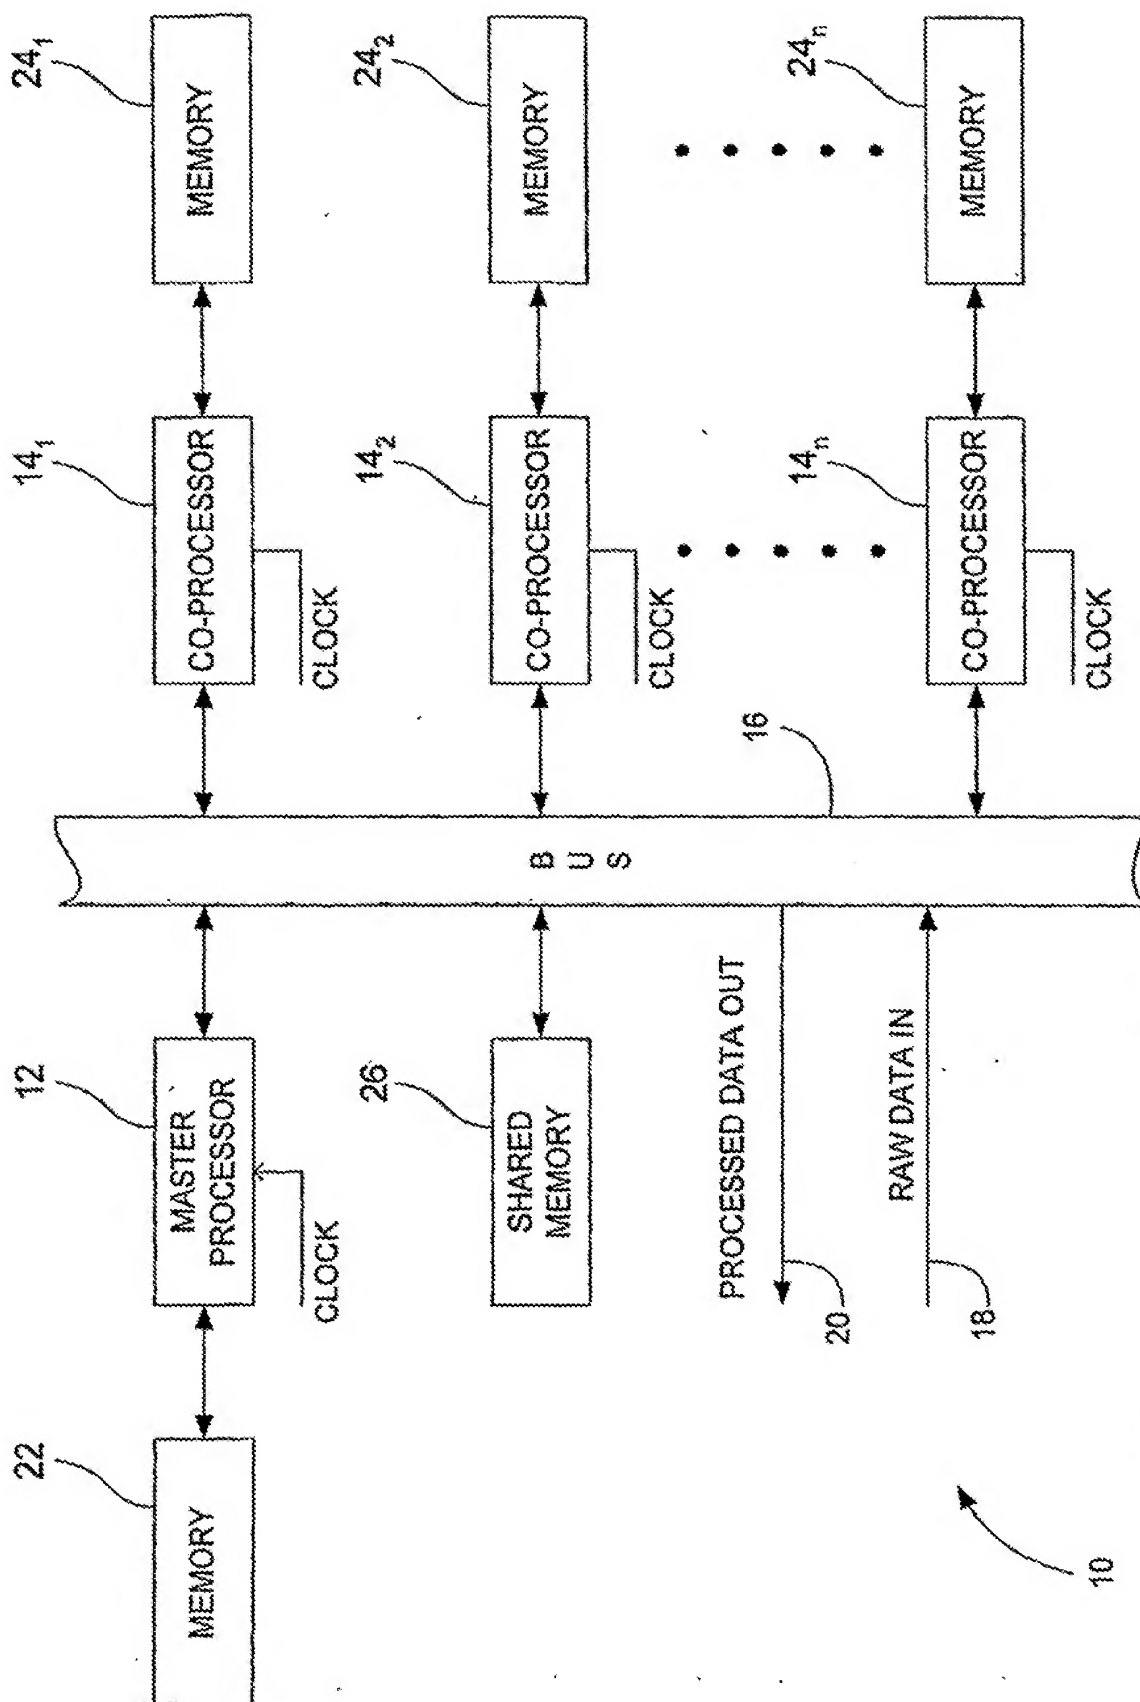 24₁
MEMORY
24₂
MEMORY
24ₙ
MEMORY
14₁
CO-PROCESSOR
CLOCK
14₂
CO-PROCESSOR
CLOCK
14ₙ
CO-PROCESSOR
CLOCK
16
B
U
S
12
MASTER
PROCESSOR
CLOCK
26
SHARED
MEMORY
PROCESSED DATA OUT
20
RAW DATA IN
18
22
MEMORY
10